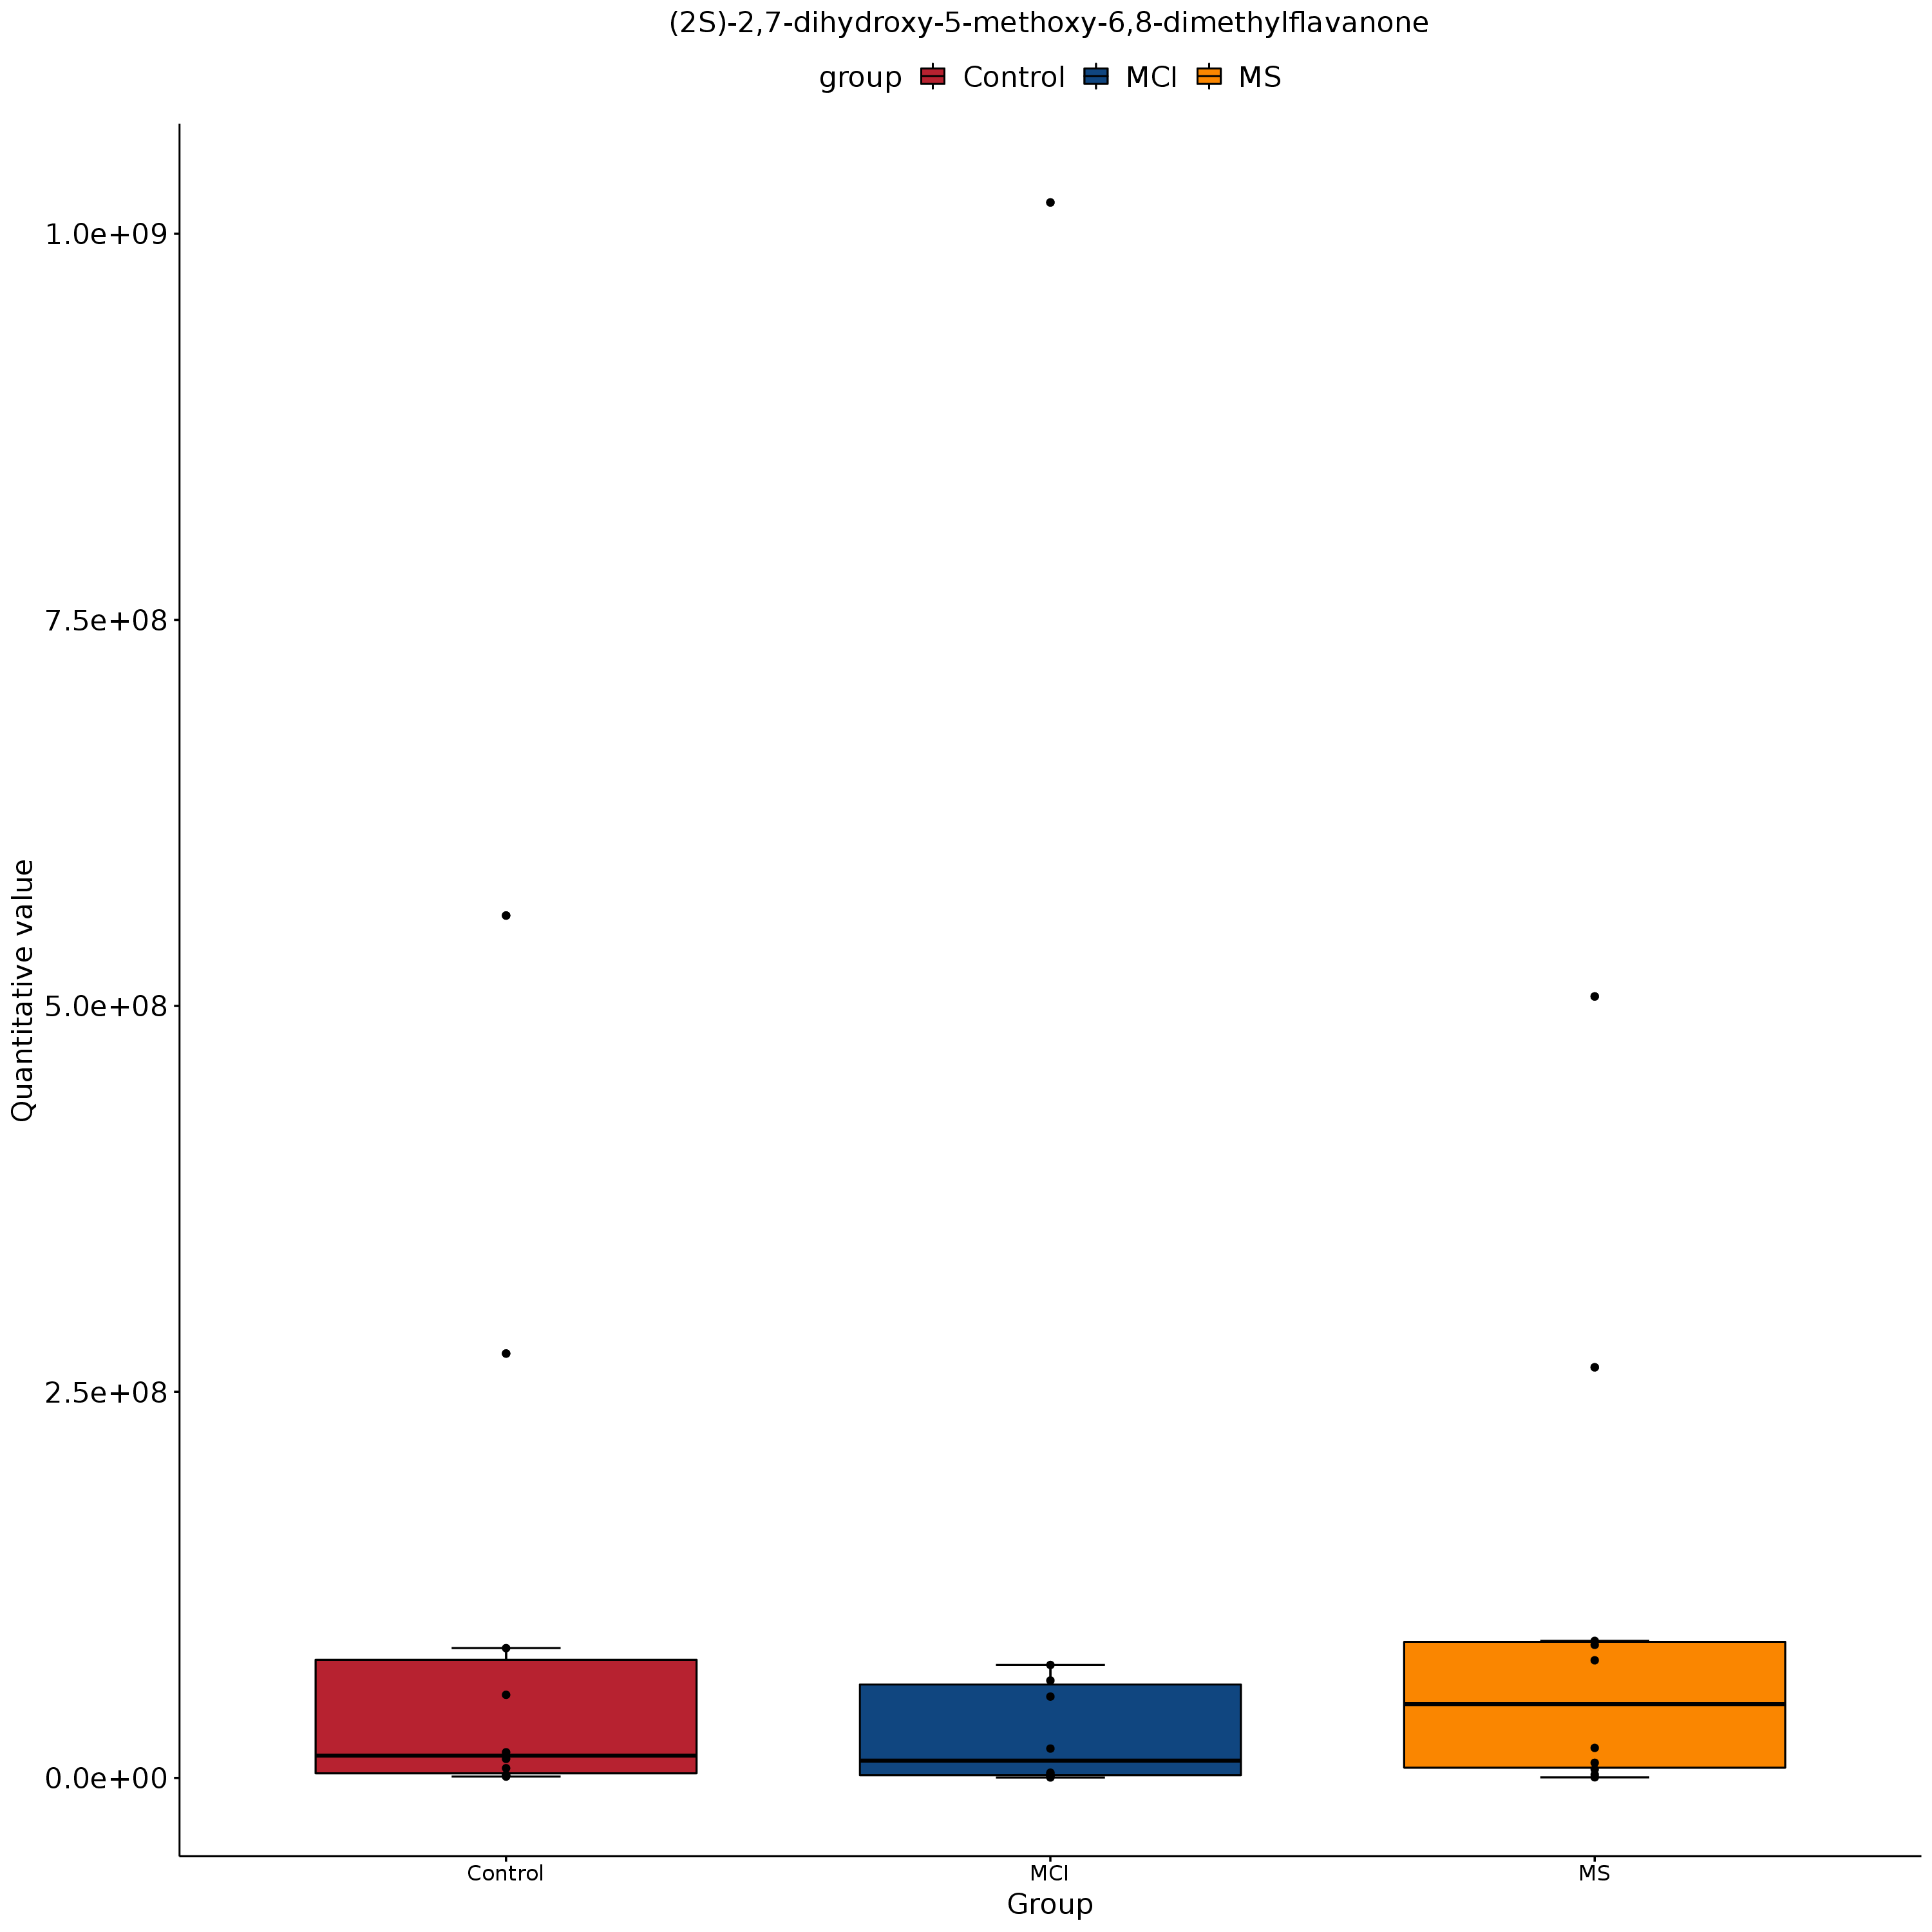 (2S)-2,7-dihydroxy-5-methoxy-6,8-dimethylflavanone
group Control MCI MS
1.0e+09
7.5e+08
5.0e+08
2.5e+08
0.0e+00
Quantitative value
Control MCI MS
Group